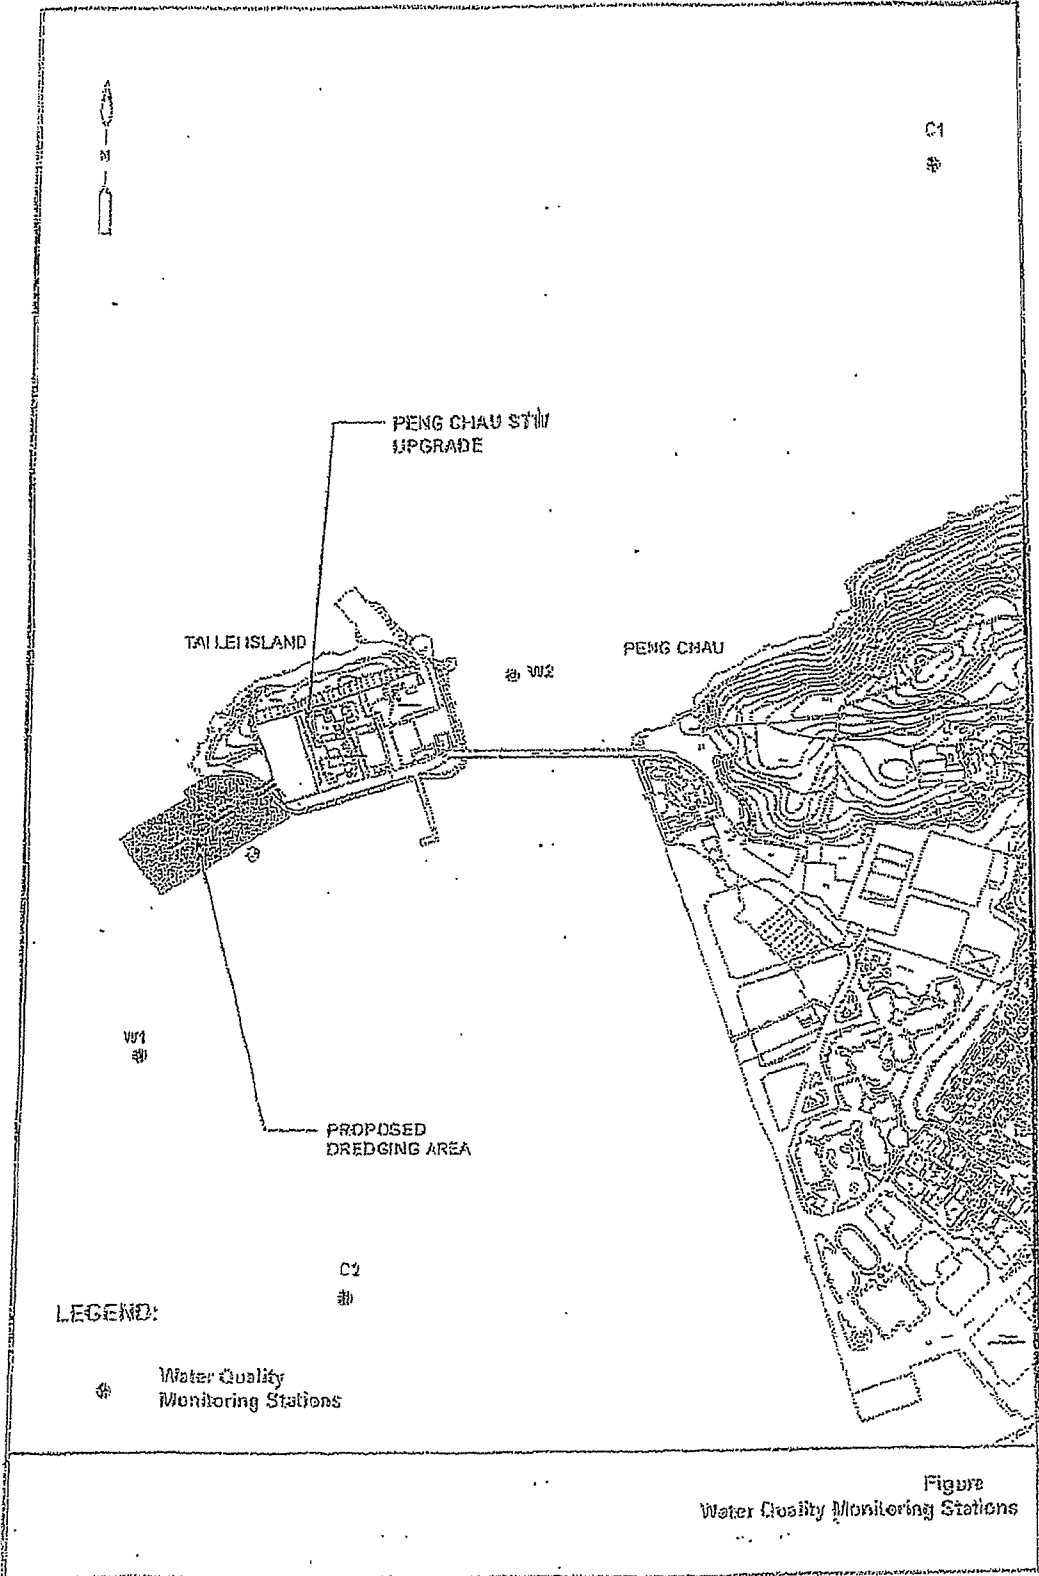 N
C1
PENG CHAU STW
UPGRADE
TAI LEI ISLAND
PENG CHAU
W2
W1
PROPOSED
DREDGING AREA
C2
LEGEND:
Water Quality
Monitoring Stations
Figure
Water Quality Monitoring Stations